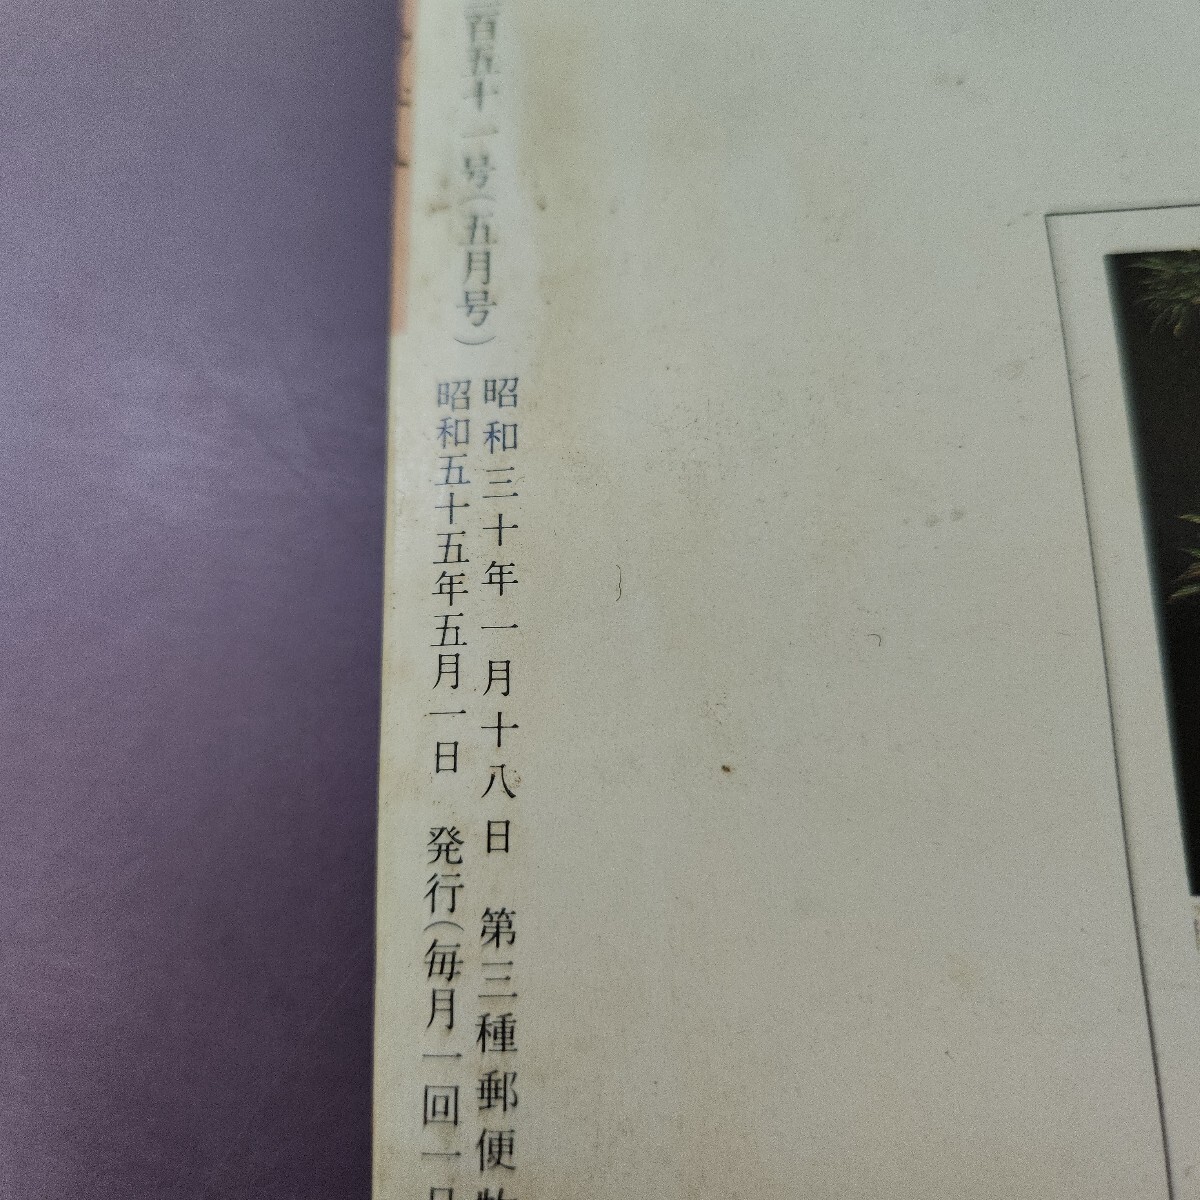 百五十一号(五月号)
昭和三十年一月十八日 第三種郵便物
昭和五十五年五月一日 発行(毎月一回一日